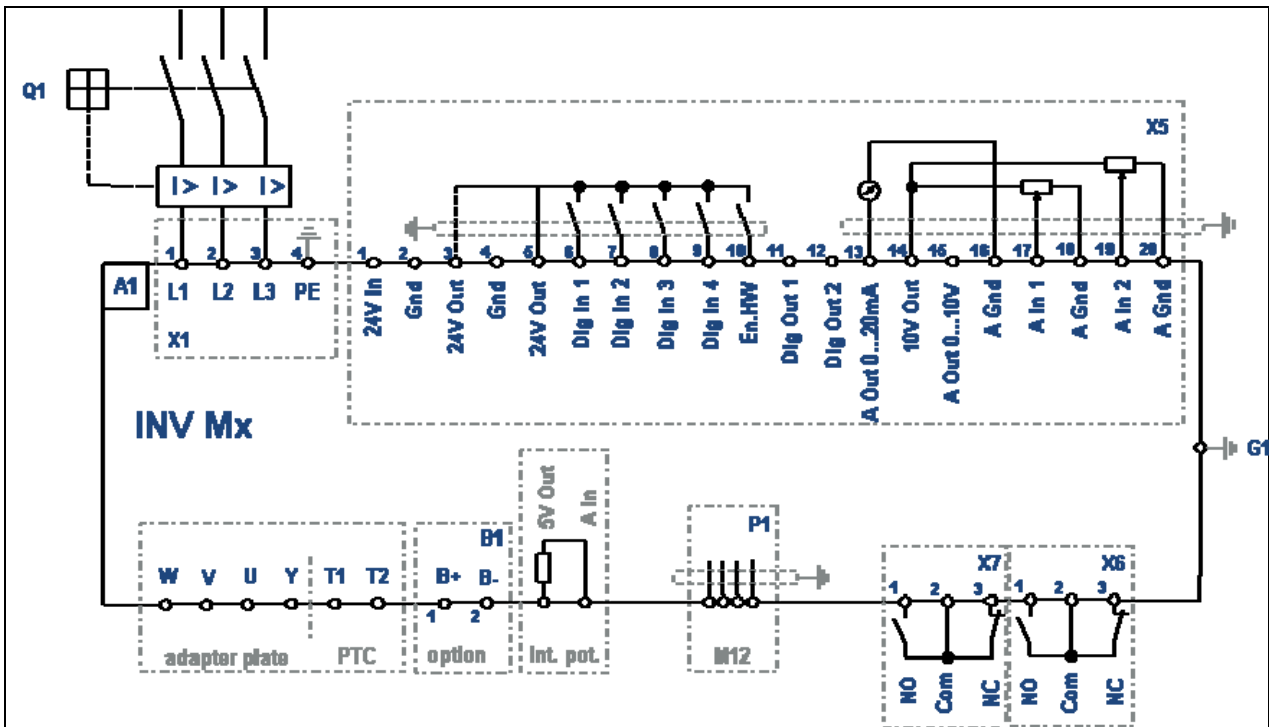 Q1
I> I> I>
X5
1 2 3 4
1 2 3 4 5 6 7 8 9 10 11 12 13 14 15 16 17 18 19 20
A1
L1 L2 L3 PE
X1
24V In
Gnd
24V Out
Gnd
24V Out
Dig In 1
Dig In 2
Dig In 3
Dig In 4
En.HW
Dig Out 1
Dig Out 2
A Out 0...20mA
10V Out
A Out 0...10V
A Gnd
A In 1
A Gnd
A In 2
A Gnd
INV Mx
G1
W V U Y T1 T2
adapter plate PTC
B1
B+ B-
1 2
option
5V Out
A In
Int. pot.
P1
M12
X7 X6
1 2 3 1 2 3
NO
Com
NC
NO
Com
NC